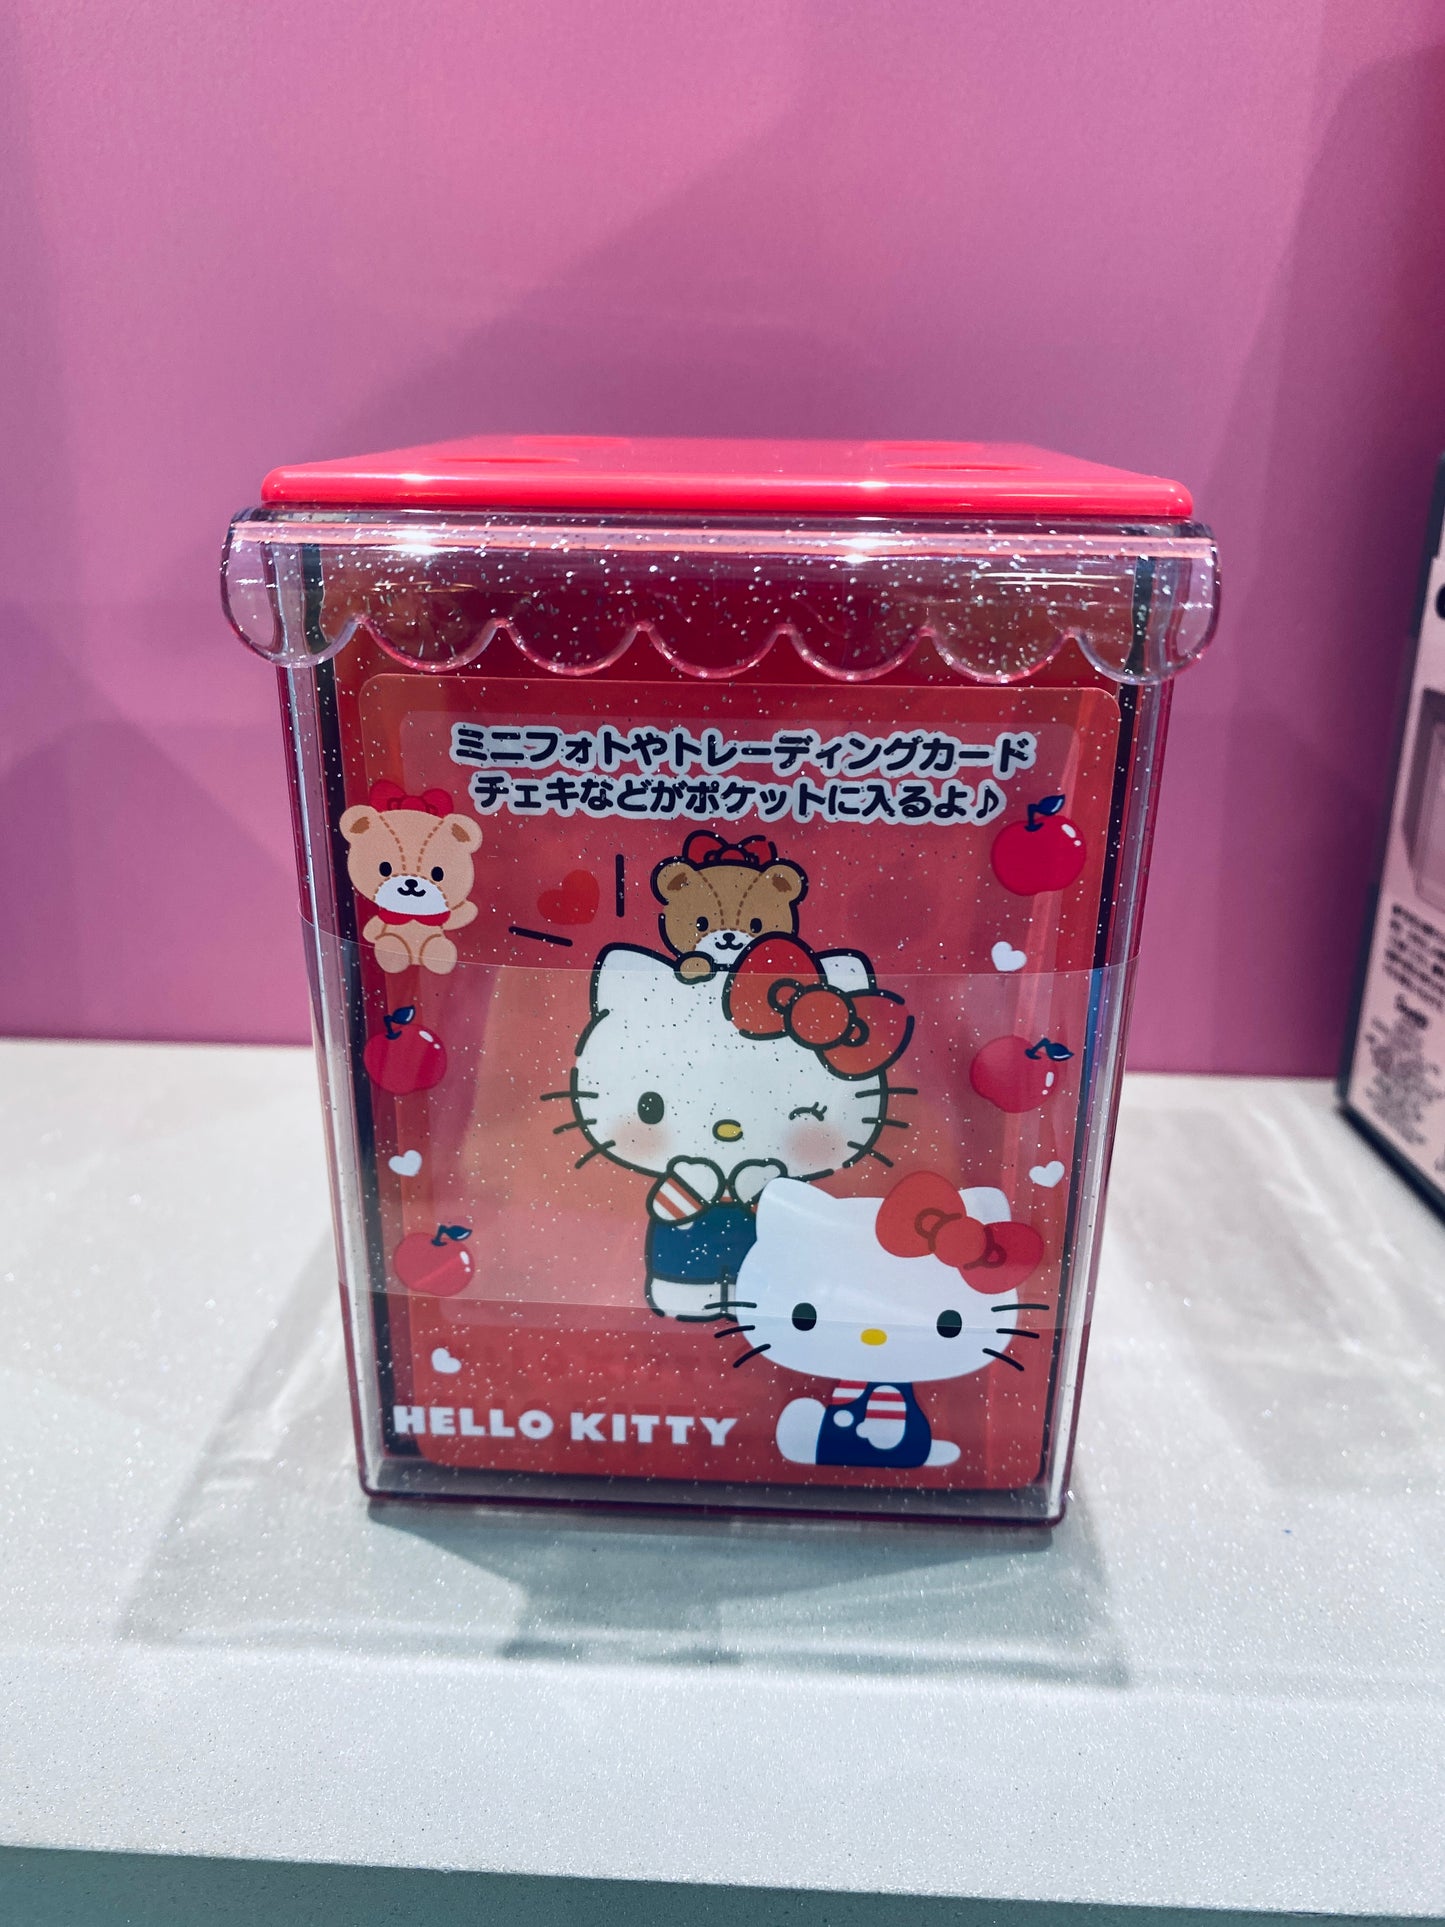 ミニフォトやトレーディングカード
チェキなどがポケットに入るよ♪
HELLO KITTY